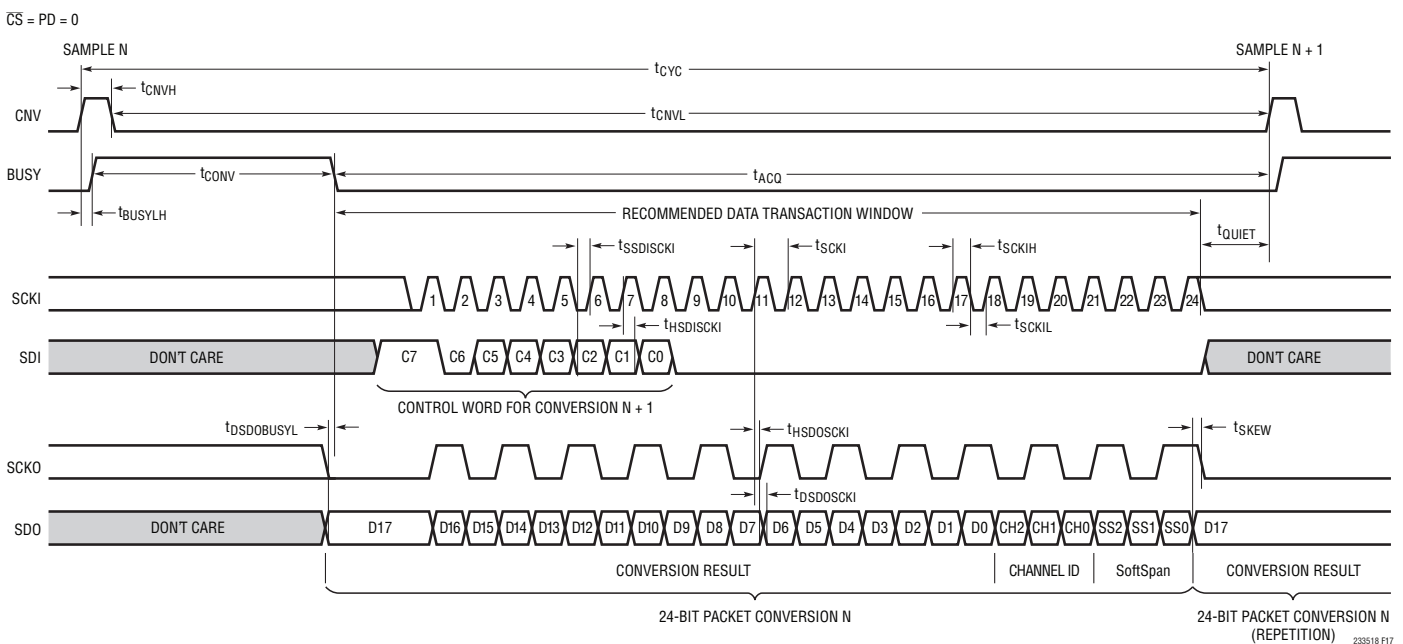 CS = PD = 0
SAMPLE N
SAMPLE N + 1
tCYC
tCNVH
CNV
tCNVL
BUSY
tCONV
tACQ
tBUSYLH
RECOMMENDED DATA TRANSACTION WINDOW
tQUIET
tSSDISCKI
tSCKI
tSCKIH
SCKI
1 2 3 4 5 6 7 8 9 10 11 12 13 14 15 16 17 18 19 20 21 22 23 24
tHSDISCKI
tSCKIL
SDI
DON'T CARE
C7 C6 C5 C4 C3 C2 C1 C0
DON'T CARE
CONTROL WORD FOR CONVERSION N + 1
tDSDOBUSYL
tHSDOSCKI
tSKEW
SCKO
tDSDOSCKI
SDO
DON'T CARE
D17 D16 D15 D14 D13 D12 D11 D10 D9 D8 D7 D6 D5 D4 D3 D2 D1 D0 CH2 CH1 CH0 SS2 SS1 SS0 D17
CONVERSION RESULT
CHANNEL ID
SoftSpan
CONVERSION RESULT
24-BIT PACKET CONVERSION N
24-BIT PACKET CONVERSION N
(REPETITION)
233518 F17